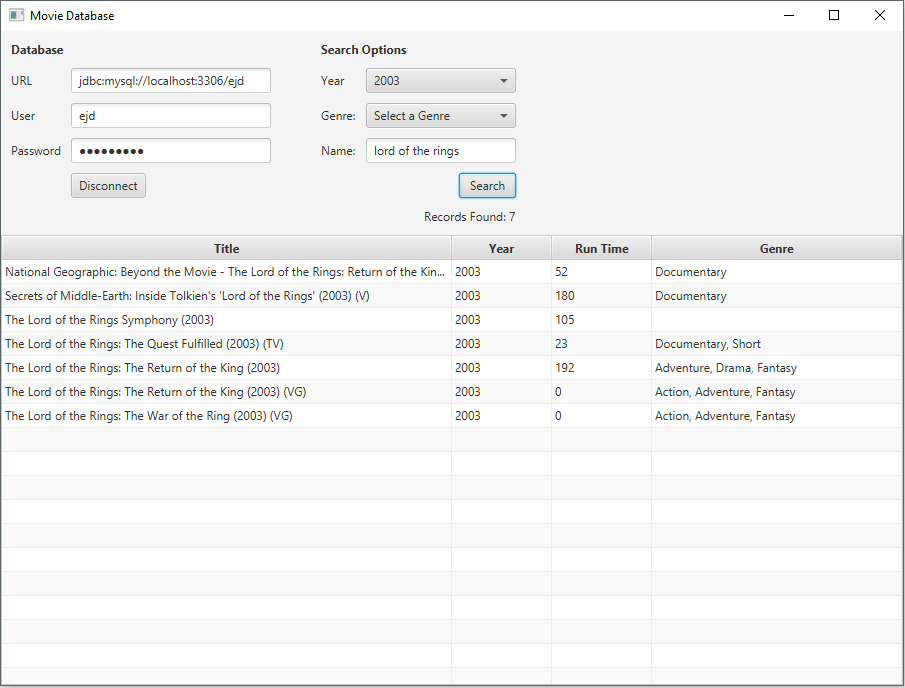 Movie Database
Database
Search Options
URL jdbc:mysql://localhost:3306/ejd
Year 2003
User ejd
Genre: Select a Genre
Password ●●●●●●●●●
Name: lord of the rings
Disconnect
Search
Records Found: 7
Title Year Run Time Genre
National Geographic: Beyond the Movie - The Lord of the Rings: Return of the Kin... 2003 52 Documentary
Secrets of Middle-Earth: Inside Tolkien's 'Lord of the Rings' (2003) (V) 2003 180 Documentary
The Lord of the Rings Symphony (2003) 2003 105
The Lord of the Rings: The Quest Fulfilled (2003) (TV) 2003 23 Documentary, Short
The Lord of the Rings: The Return of the King (2003) 2003 192 Adventure, Drama, Fantasy
The Lord of the Rings: The Return of the King (2003) (VG) 2003 0 Action, Adventure, Fantasy
The Lord of the Rings: The War of the Ring (2003) (VG) 2003 0 Action, Adventure, Fantasy